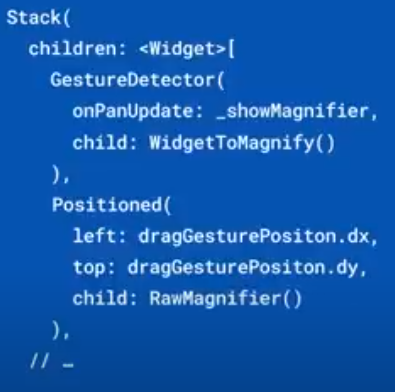 Stack(
  children: <Widget>[
    GestureDetector(
      onPanUpdate: _showMagnifier,
      child: WidgetToMagnify()
    ),
    Positioned(
      left: dragGesturePositon.dx,
      top: dragGesturePositon.dy,
      child: RawMagnifier()
    ),
  // …